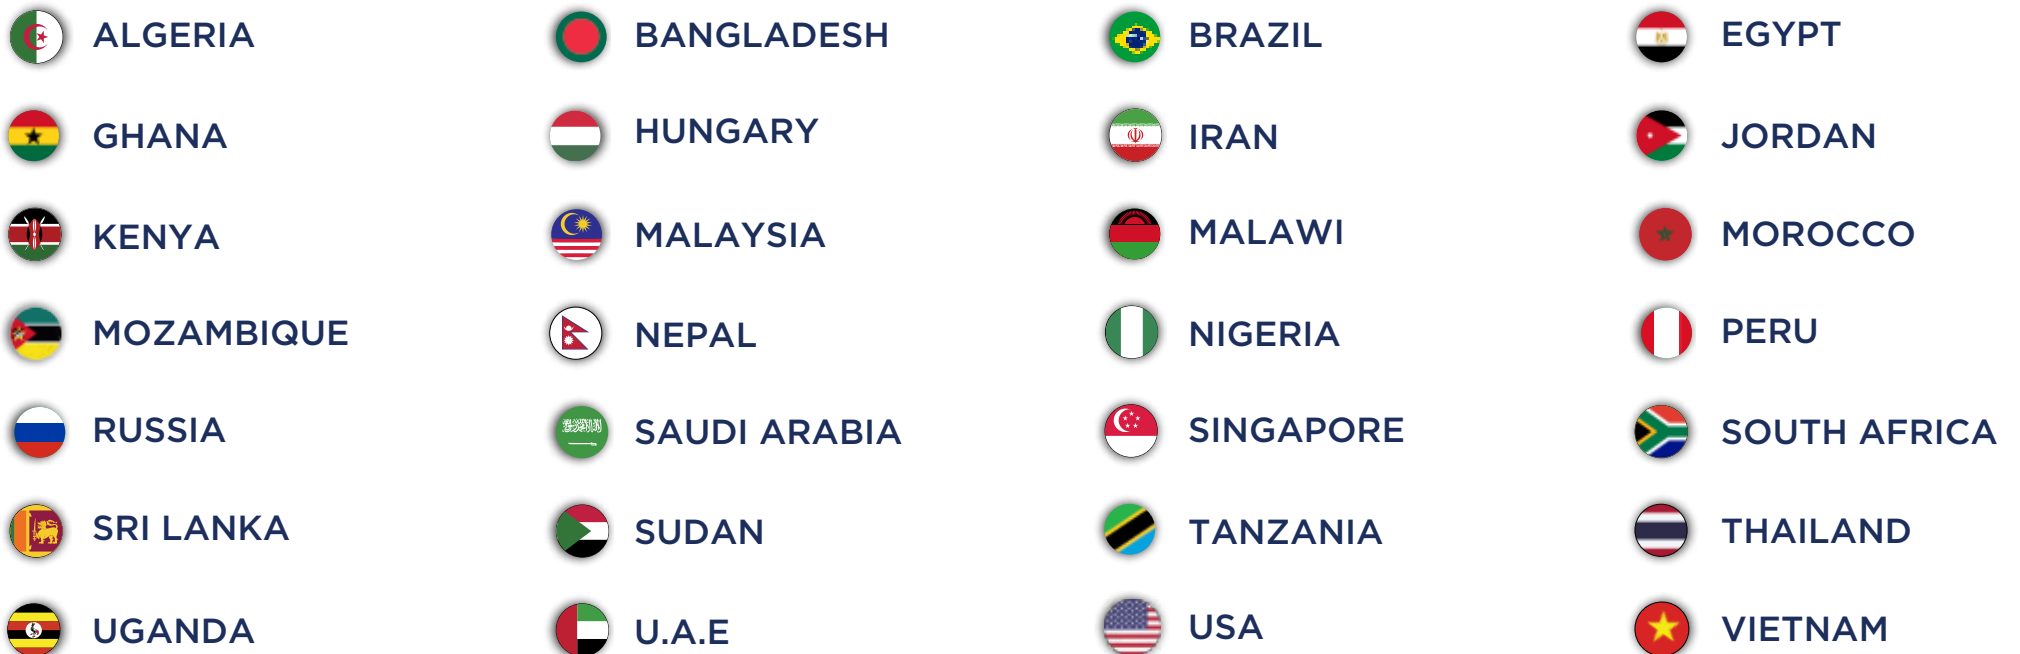 ALGERIA
BANGLADESH
BRAZIL
EGYPT
GHANA
HUNGARY
IRAN
JORDAN
KENYA
MALAYSIA
MALAWI
MOROCCO
MOZAMBIQUE
NEPAL
NIGERIA
PERU
RUSSIA
SAUDI ARABIA
SINGAPORE
SOUTH AFRICA
SRI LANKA
SUDAN
TANZANIA
THAILAND
UGANDA
U.A.E
USA
VIETNAM